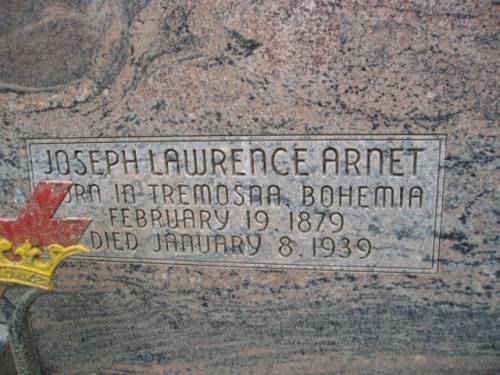 JOSEPH LAWRENCE ARNET
IN TREMOSNA, BOHEMIA
FEBRUARY 19, 1879
DIED JANUARY 8, 1939